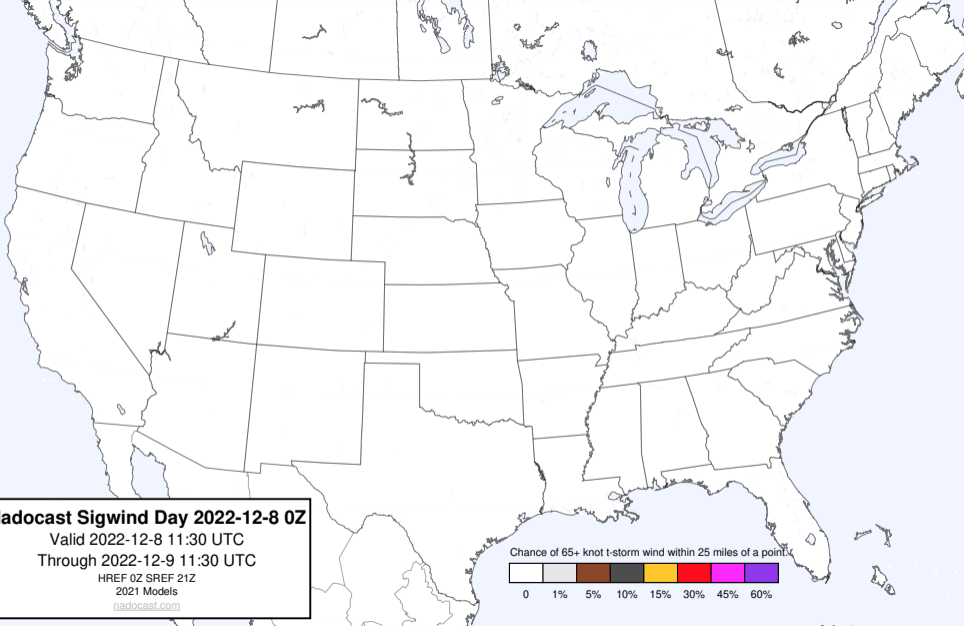 adocast Sigwind Day 2022-12-8 0Z
Valid 2022-12-8 11:30 UTC
Through 2022-12-9 11:30 UTC
HREF 0Z SREF 21Z
2021 Models
nadocast.com
Chance of 65+ knot t-storm wind within 25 miles of a point.
0 1% 5% 10% 15% 30% 45% 60%